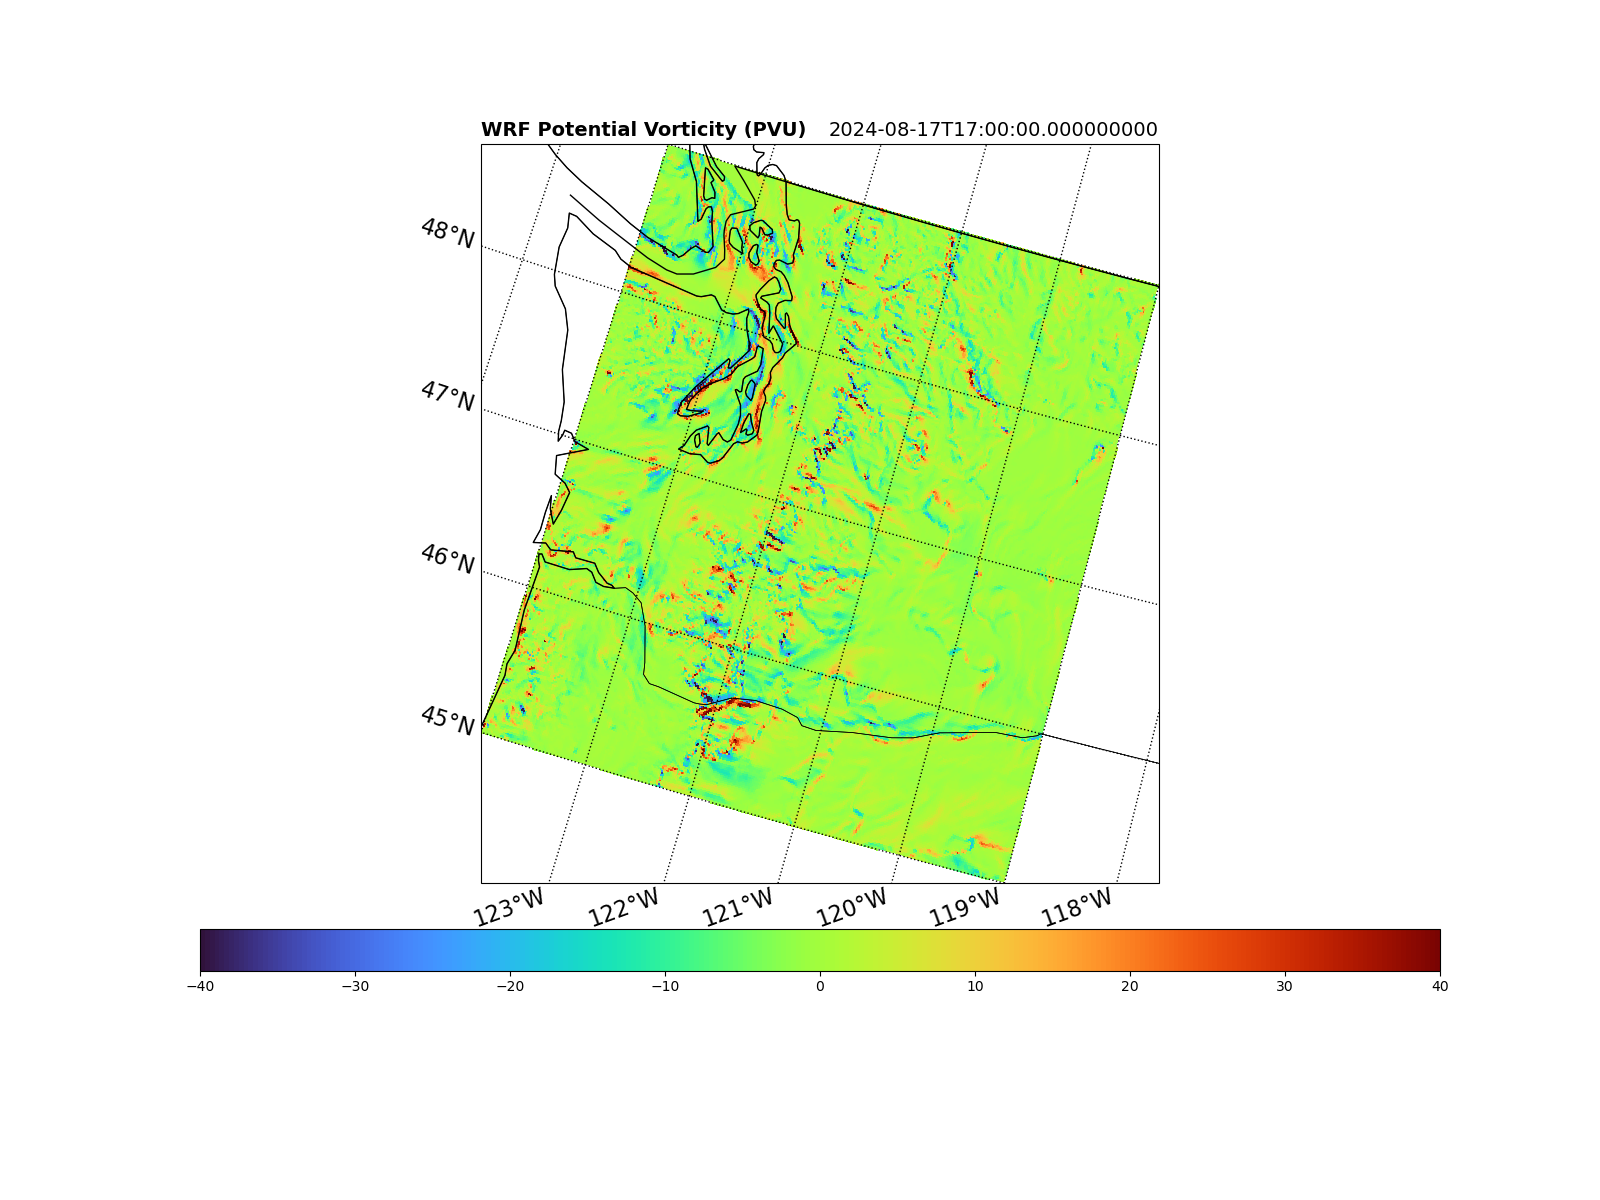 WRF Potential Vorticity (PVU) 2024-08-17T17:00:00.000000000
48°N
47°N
46°N
45°N
123°W 122°W 121°W 120°W 119°W 118°W
−40 −30 −20 −10 0 10 20 30 40